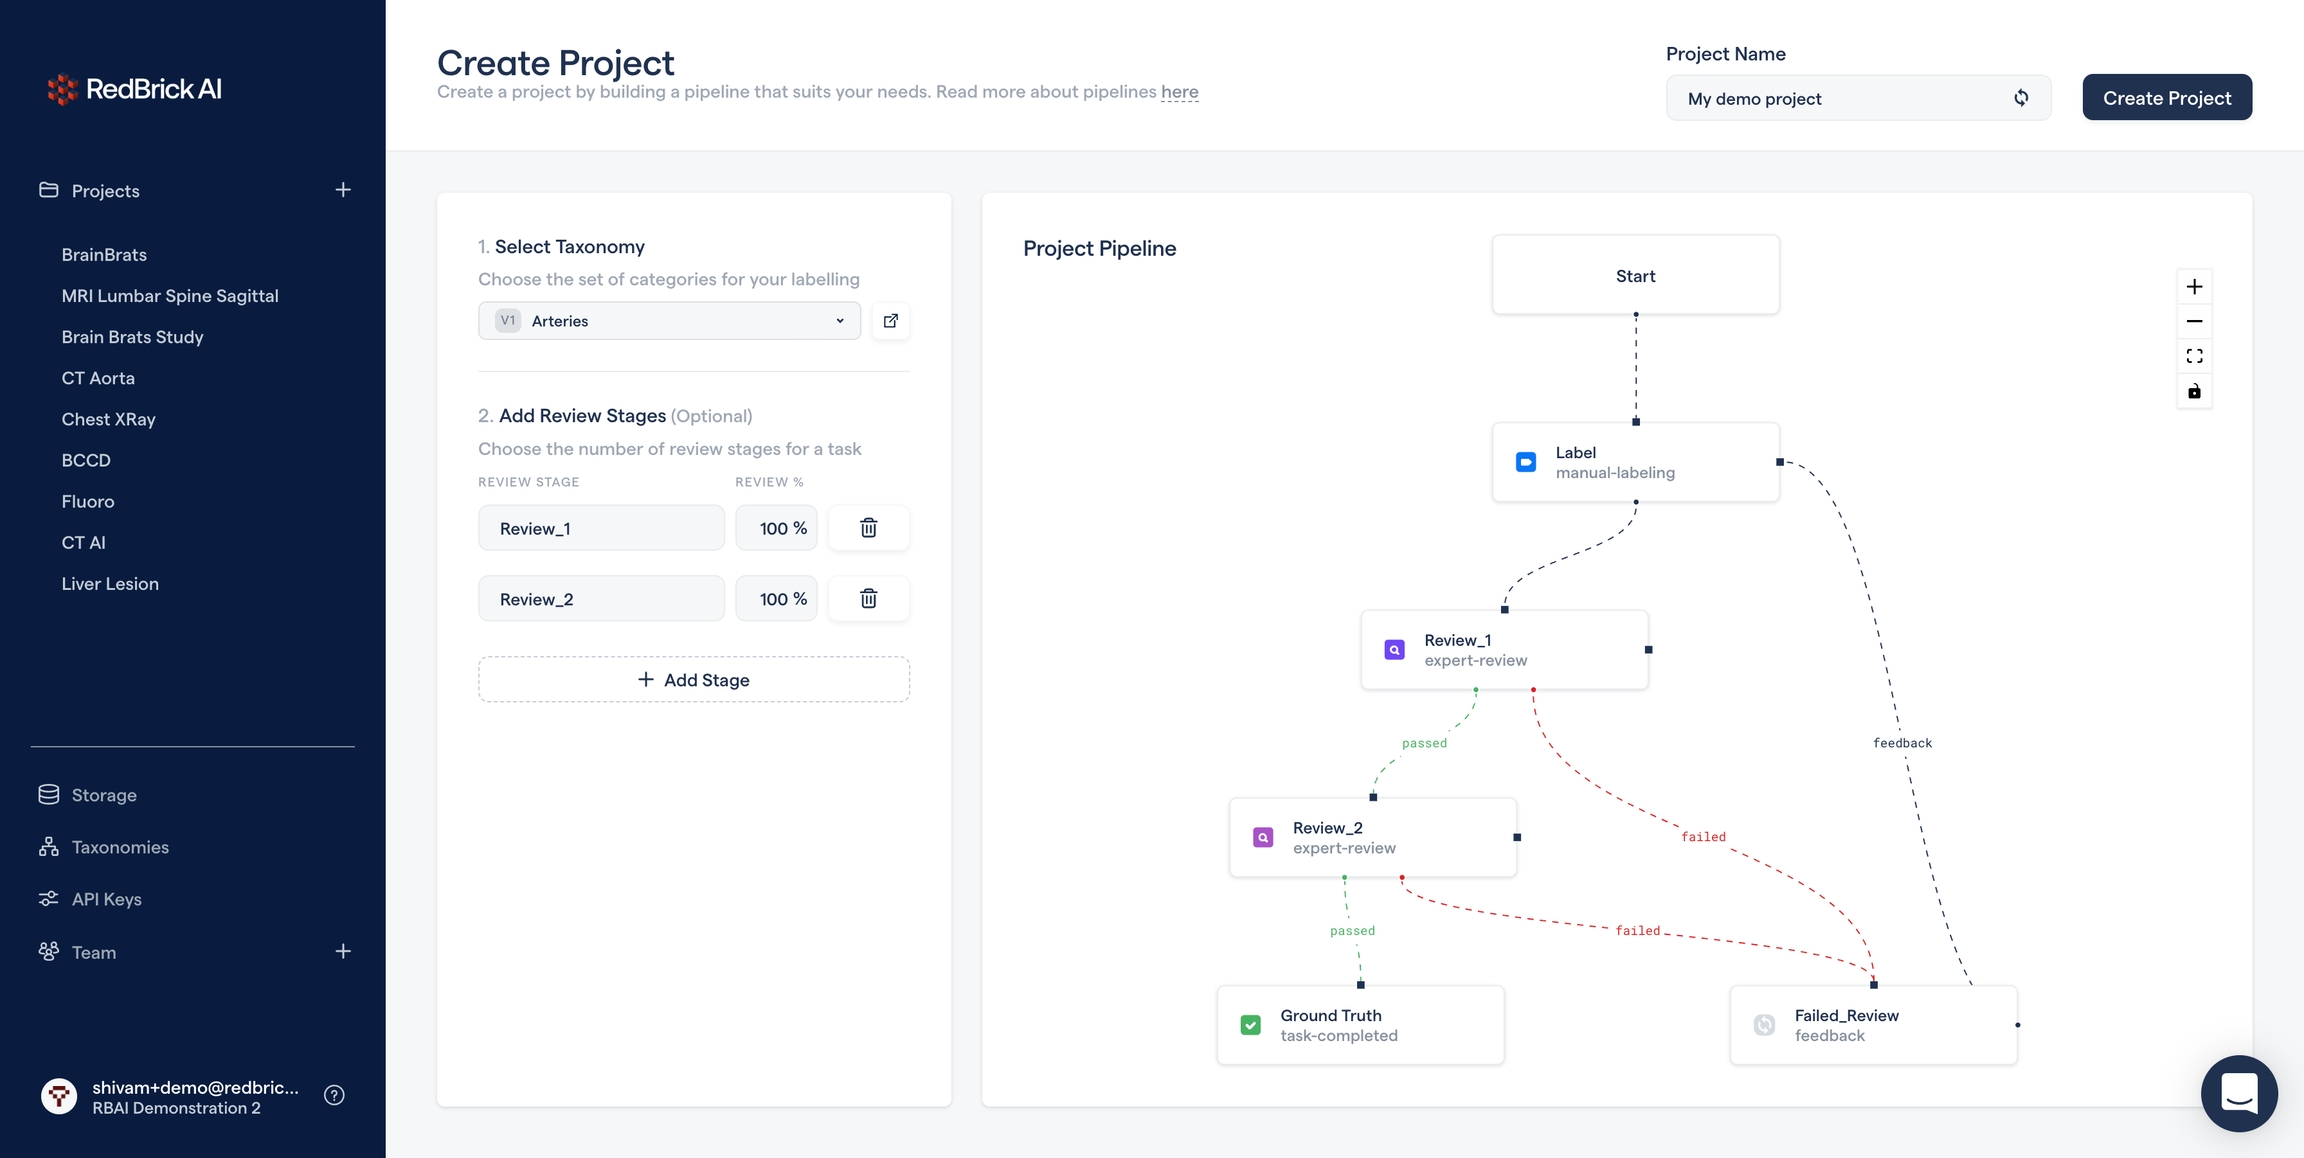 RedBrick AI
Projects
BrainBrats
MRI Lumbar Spine Sagittal
Brain Brats Study
CT Aorta
Chest XRay
BCCD
Fluoro
CT AI
Liver Lesion
Storage
Taxonomies
API Keys
Team
shivam+demo@redbric...
RBAI Demonstration 2
Create Project
Create a project by building a pipeline that suits your needs. Read more about pipelines here
Project Name
My demo project
Create Project
1. Select Taxonomy
Choose the set of categories for your labelling
V1 Arteries
2. Add Review Stages (Optional)
Choose the number of review stages for a task
REVIEW STAGE REVIEW %
Review_1 100 %
Review_2 100 %
+ Add Stage
Project Pipeline
Start
Label
manual-labeling
Review_1
expert-review
passed
feedback
Review_2
expert-review
failed
passed
failed
Ground Truth
task-completed
Failed_Review
feedback